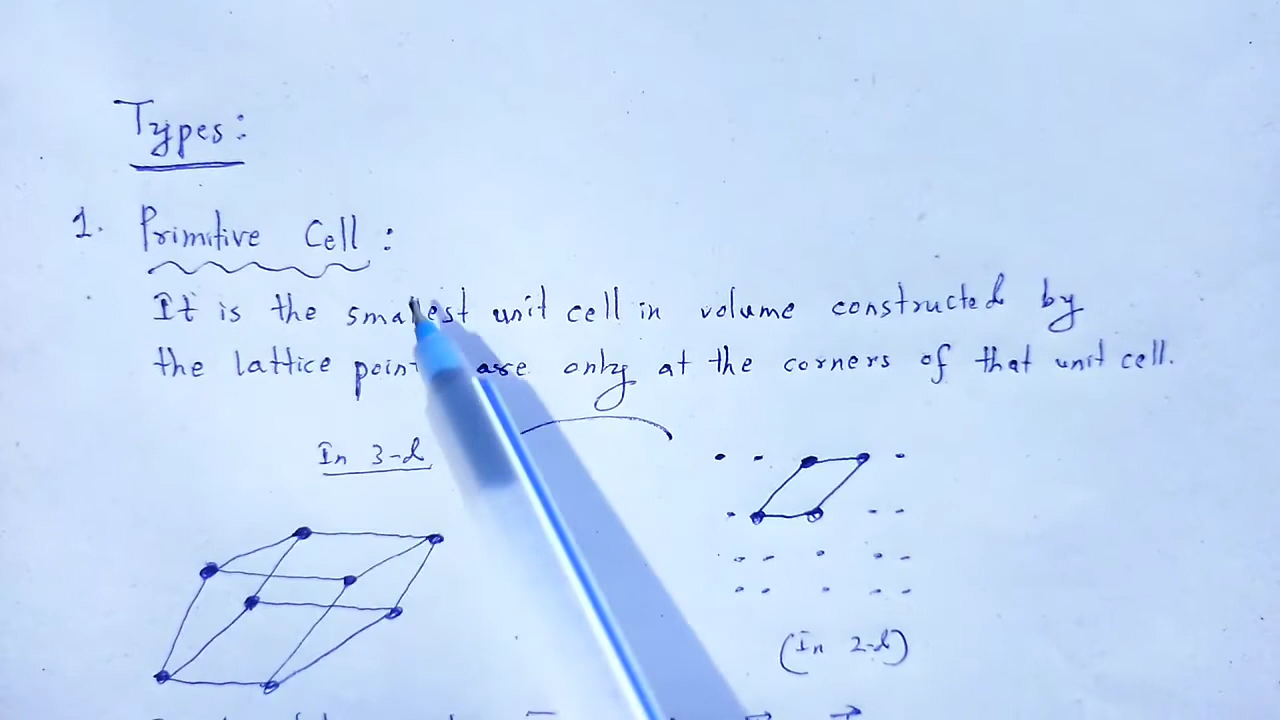 Types:
1. Primitive Cell:
It is the smallest unit cell in volume constructed by
the lattice point are only at the corners of that unit cell.
In 3-d
(In 2-d)